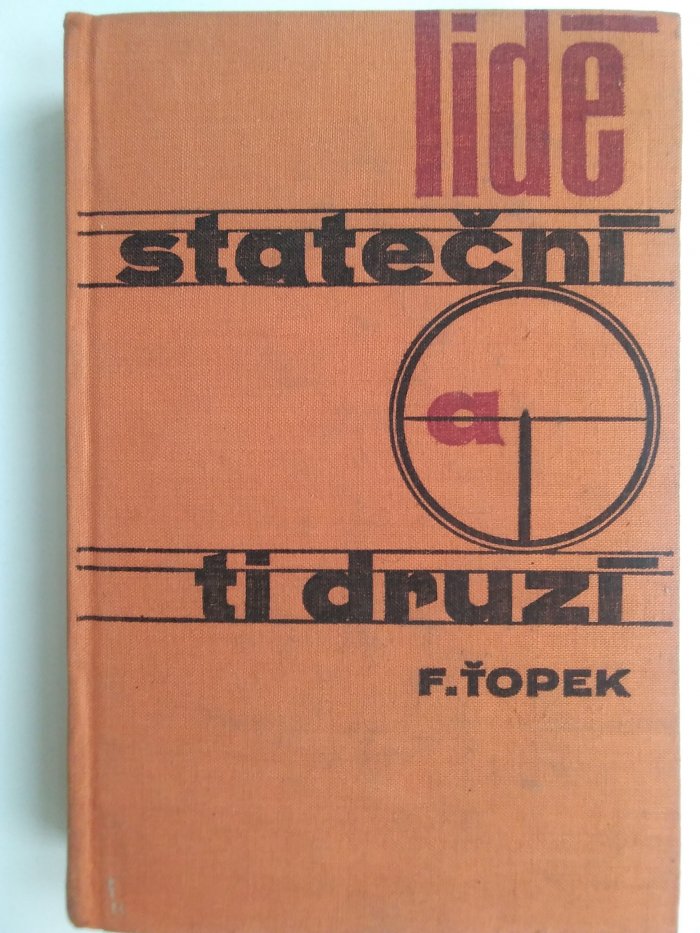 lidé
stateční
a
ti druzí
F. ŤOPEK